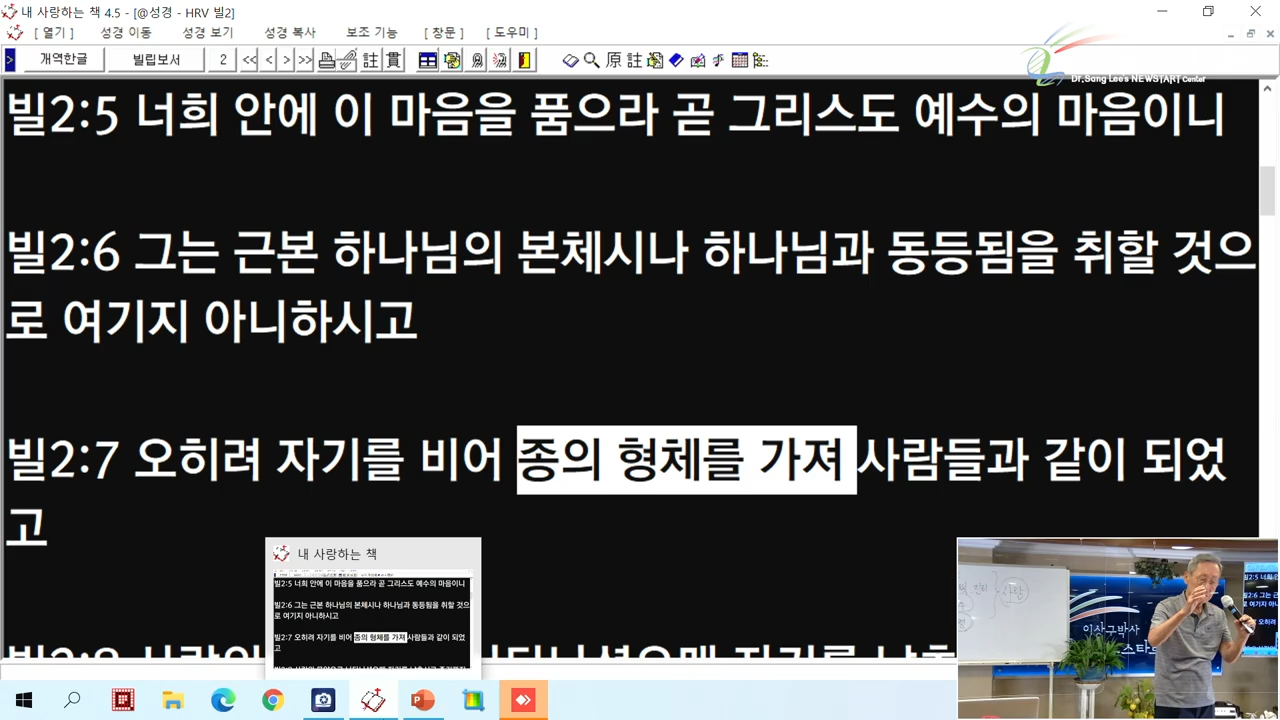 내 사랑하는 책 4.5 - [@성경 - HRV 빌2]
[ 열기 ] 성경 이동 성경 보기 성경 복사 보조 기능 [ 창문 ] [ 도우미 ]
개역한글 빌립보서 2 << < > >> 註 貫 原 註
Dr.Sang Lee's NEWSTART Center
빌2:5 너희 안에 이 마음을 품으라 곧 그리스도 예수의 마음이니
빌2:6 그는 근본 하나님의 본체시나 하나님과 동등됨을 취할 것으
로 여기지 아니하시고
빌2:7 오히려 자기를 비어 종의 형체를 가져 사람들과 같이 되었
고
내 사랑하는 책
빌2:5 너희 안에 이 마음을 품으라 곧 그리스도 예수의 마음이니
빌2:6 그는 근본 하나님의 본체시나 하나님과 동등됨을 취할 것으
로 여기지 아니하시고
빌2:7 오히려 자기를 비어 종의 형체를 가져 사람들과 같이 되었
고
이상구박사